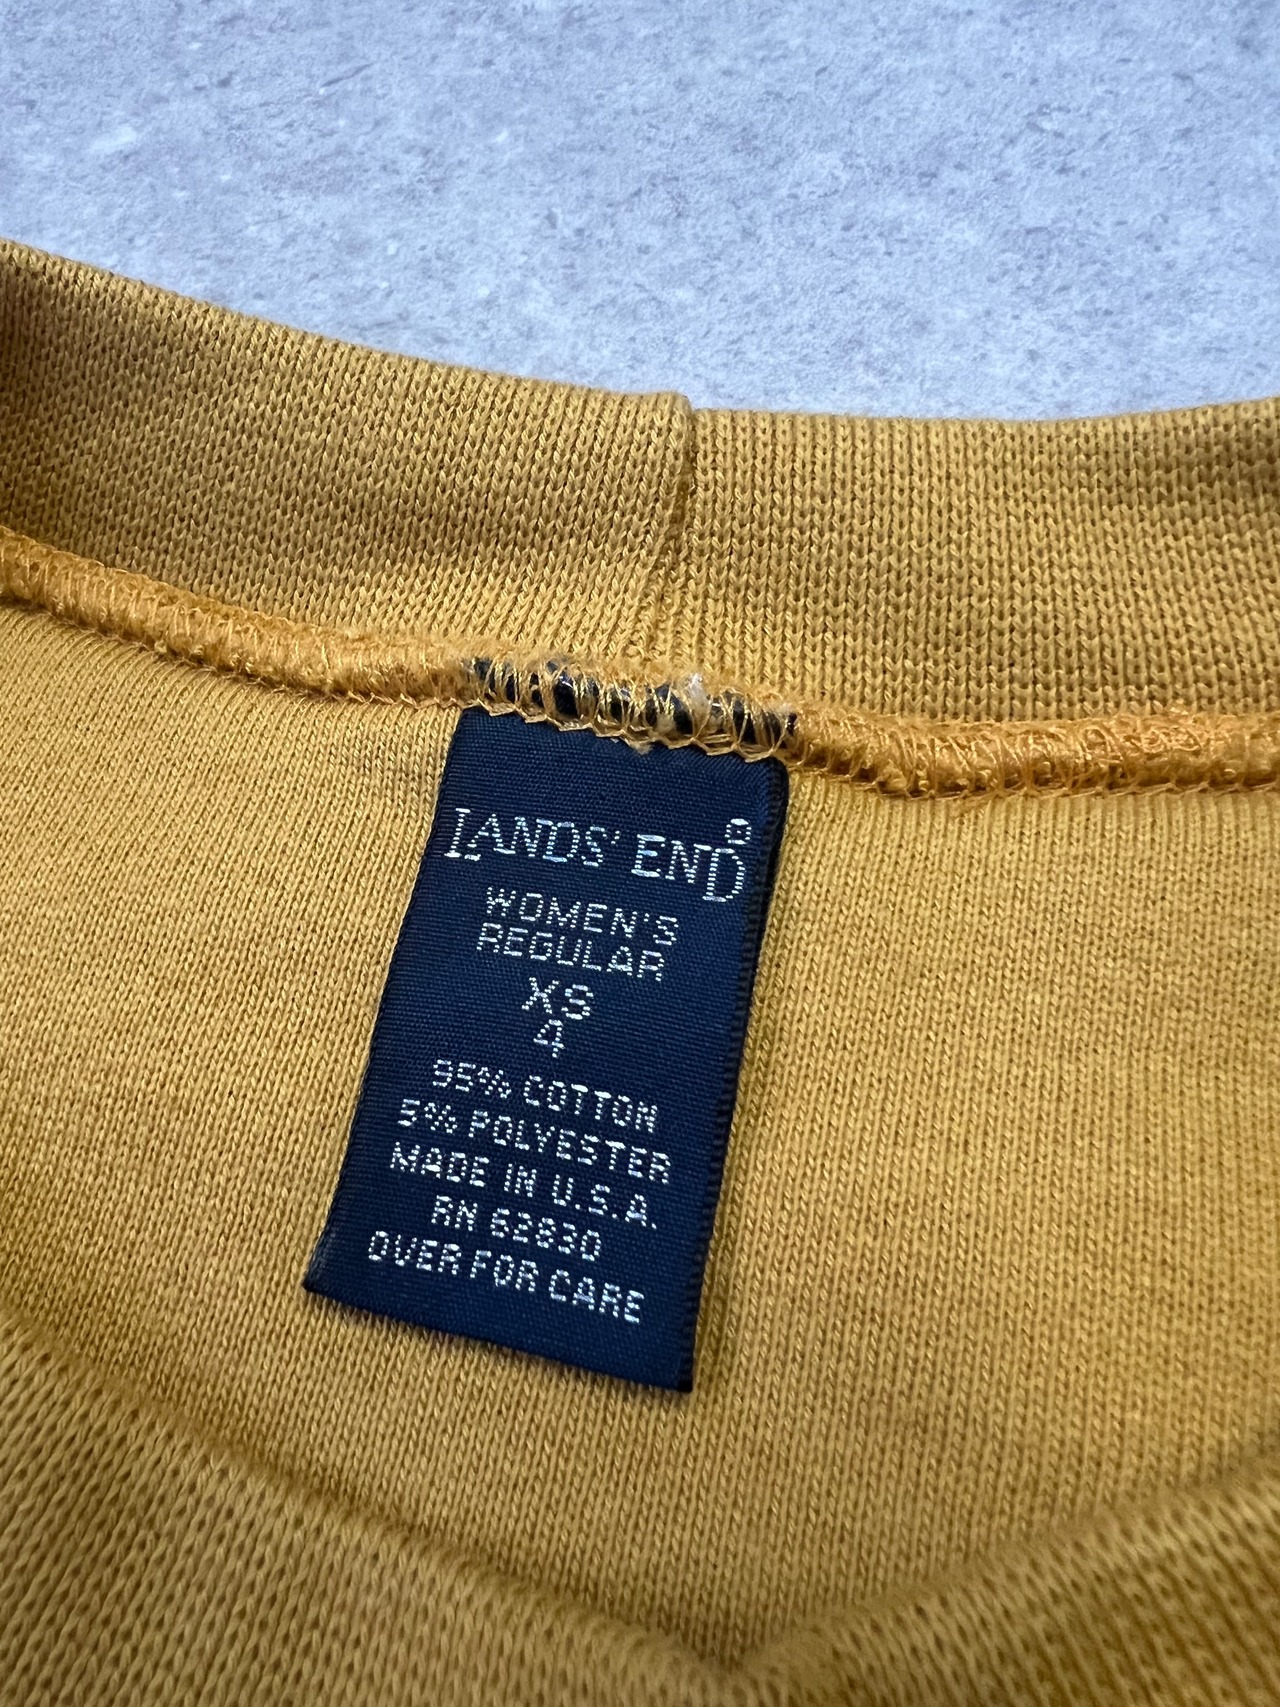 LANDS' END®
WOMEN'S
REGULAR
XS
4
95% COTTON
5% POLYESTER
MADE IN U.S.A.
RN 62830
OVER FOR CARE